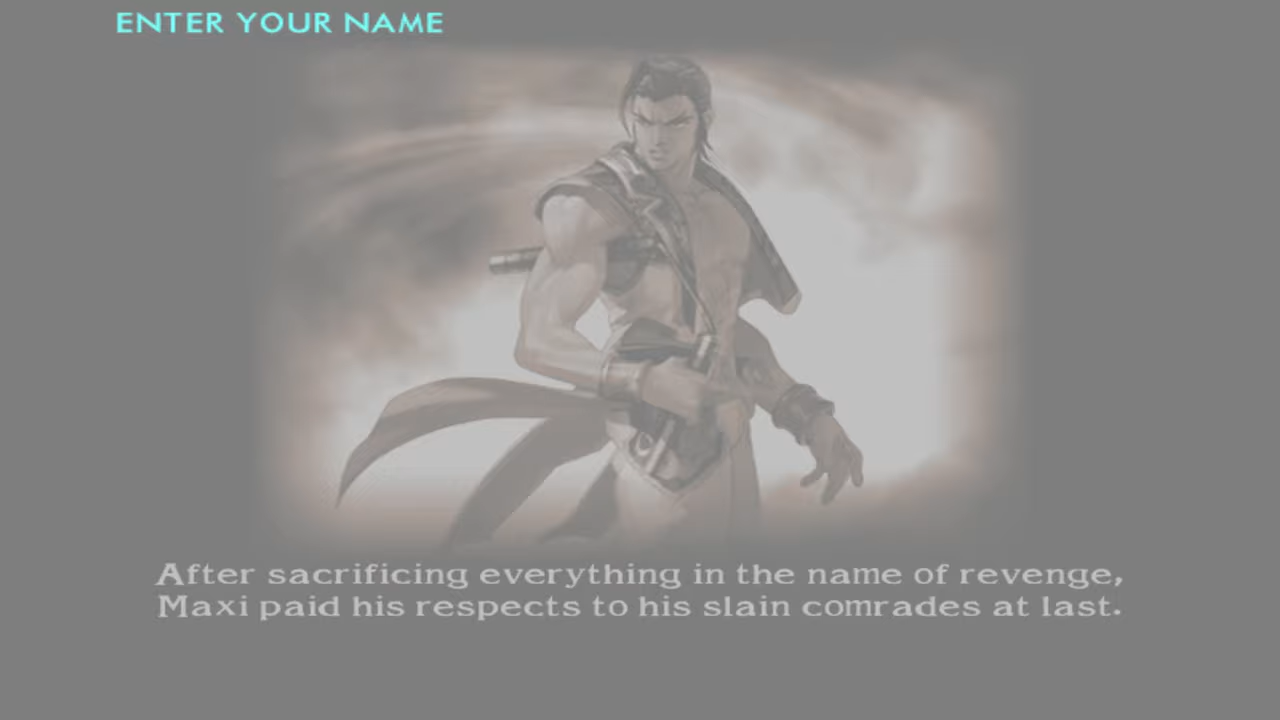 ENTER YOUR NAME
After sacrificing everything in the name of revenge,
Maxi paid his respects to his slain comrades at last.